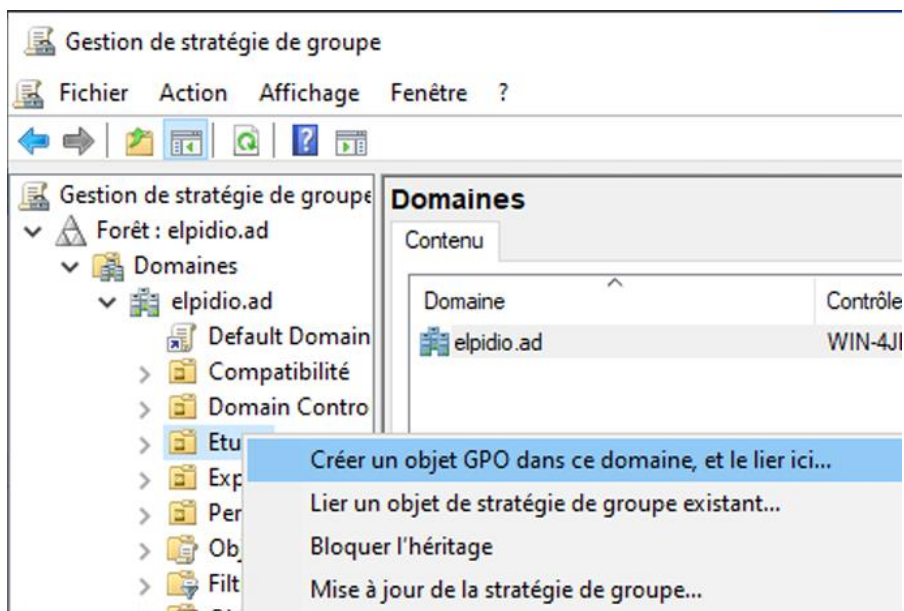 Gestion de stratégie de groupe
Fichier Action Affichage Fenêtre ?
Gestion de stratégie de groupe
Forêt : elpidio.ad
Domaines
elpidio.ad
Default Domain
Compatibilité
Domain Contro
Etu
Exp
Per
Obj
Filt
Domaines
Contenu
Domaine Contrôle
elpidio.ad WIN-4JE
Créer un objet GPO dans ce domaine, et le lier ici...
Lier un objet de stratégie de groupe existant...
Bloquer l'héritage
Mise à jour de la stratégie de groupe...